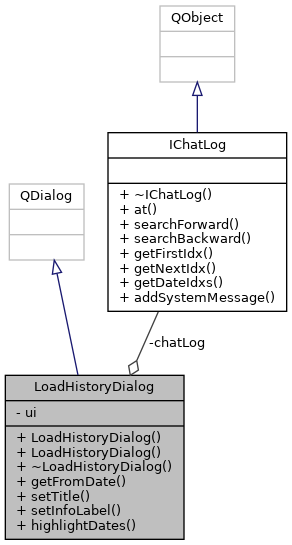 QObject
IChatLog
+ ~IChatLog()
+ at()
+ searchForward()
+ searchBackward()
+ getFirstIdx()
+ getNextIdx()
+ getDateIdxs()
+ addSystemMessage()
QDialog
-chatLog
LoadHistoryDialog
- ui
+ LoadHistoryDialog()
+ LoadHistoryDialog()
+ ~LoadHistoryDialog()
+ getFromDate()
+ setTitle()
+ setInfoLabel()
+ highlightDates()